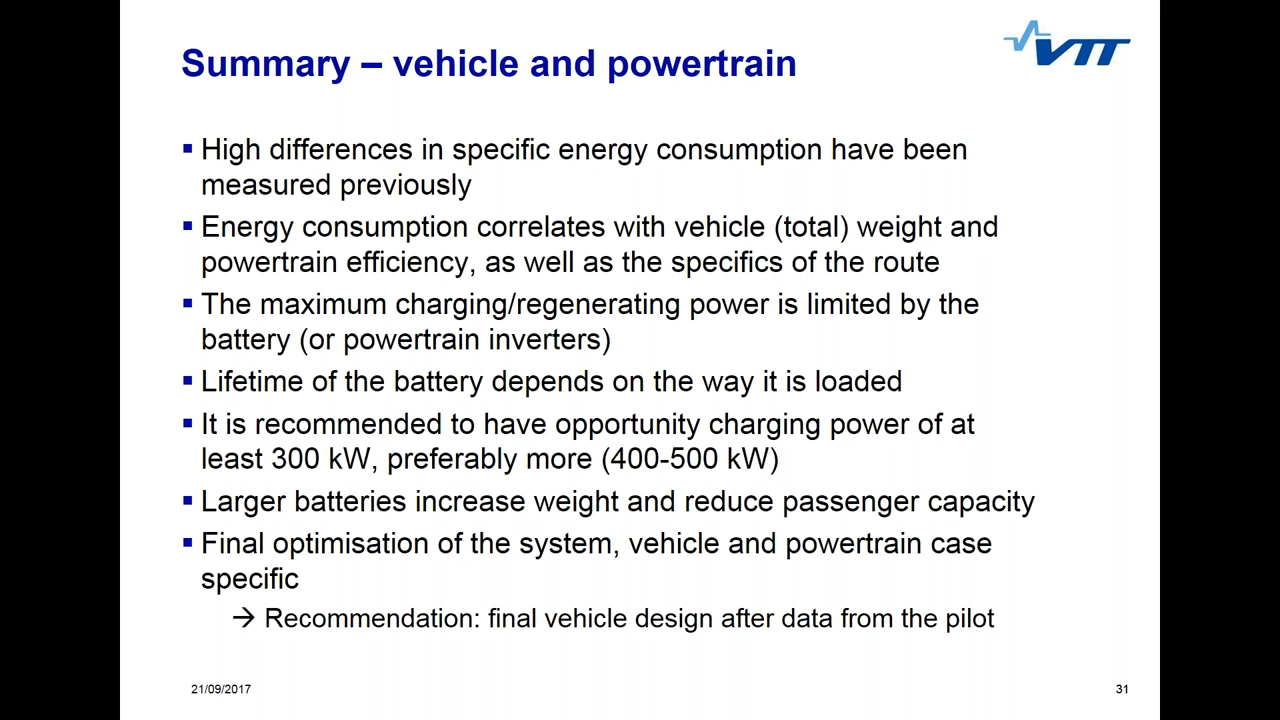 Summary – vehicle and powertrain
VTT
▪ High differences in specific energy consumption have been
measured previously
▪ Energy consumption correlates with vehicle (total) weight and
powertrain efficiency, as well as the specifics of the route
▪ The maximum charging/regenerating power is limited by the
battery (or powertrain inverters)
▪ Lifetime of the battery depends on the way it is loaded
▪ It is recommended to have opportunity charging power of at
least 300 kW, preferably more (400-500 kW)
▪ Larger batteries increase weight and reduce passenger capacity
▪ Final optimisation of the system, vehicle and powertrain case
specific
→ Recommendation: final vehicle design after data from the pilot
21/09/2017
31